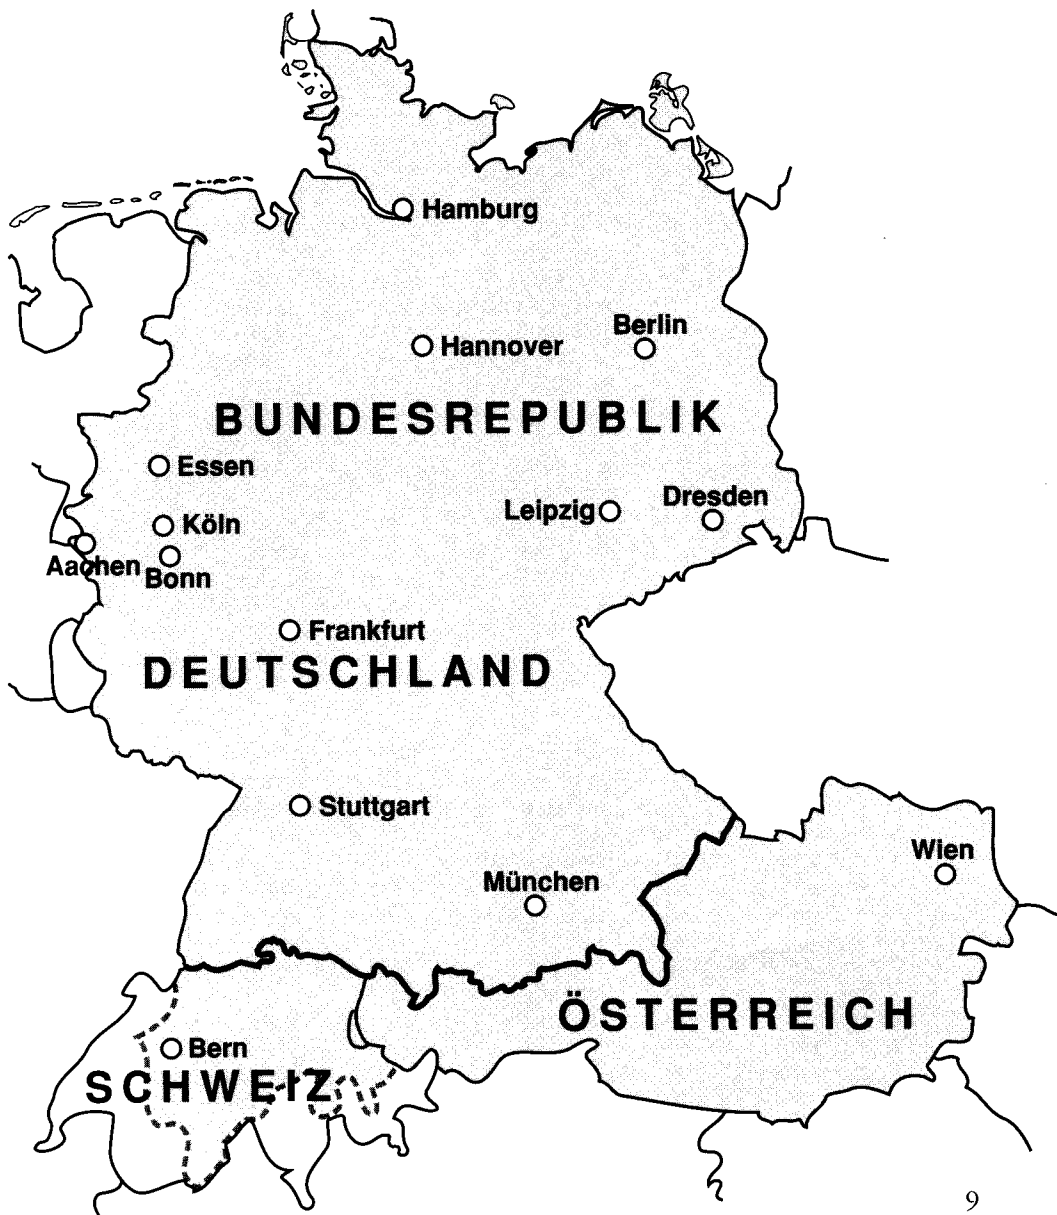 Hamburg
Berlin
Hannover
BUNDESREPUBLIK
Essen
Leipzig
Dresden
Köln
Aachen
Bonn
Frankfurt
DEUTSCHLAND
Stuttgart
Wien
München
ÖSTERREICH
Bern
SCHWEIZ
9